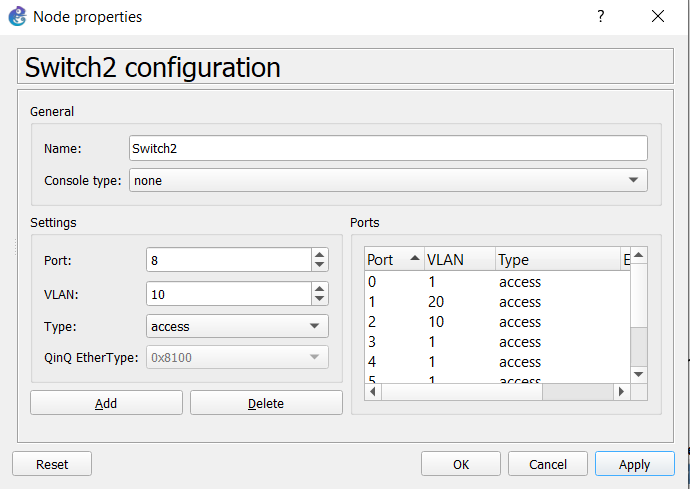 Node properties ?
Switch2 configuration
General
Name: Switch2
Console type: none
Settings
Port: 8
VLAN: 10
Type: access
QinQ EtherType: 0x8100
Add Delete
Ports
Port VLAN Type E
0 1 access
1 20 access
2 10 access
3 1 access
4 1 access
5 1 access
Reset OK Cancel Apply